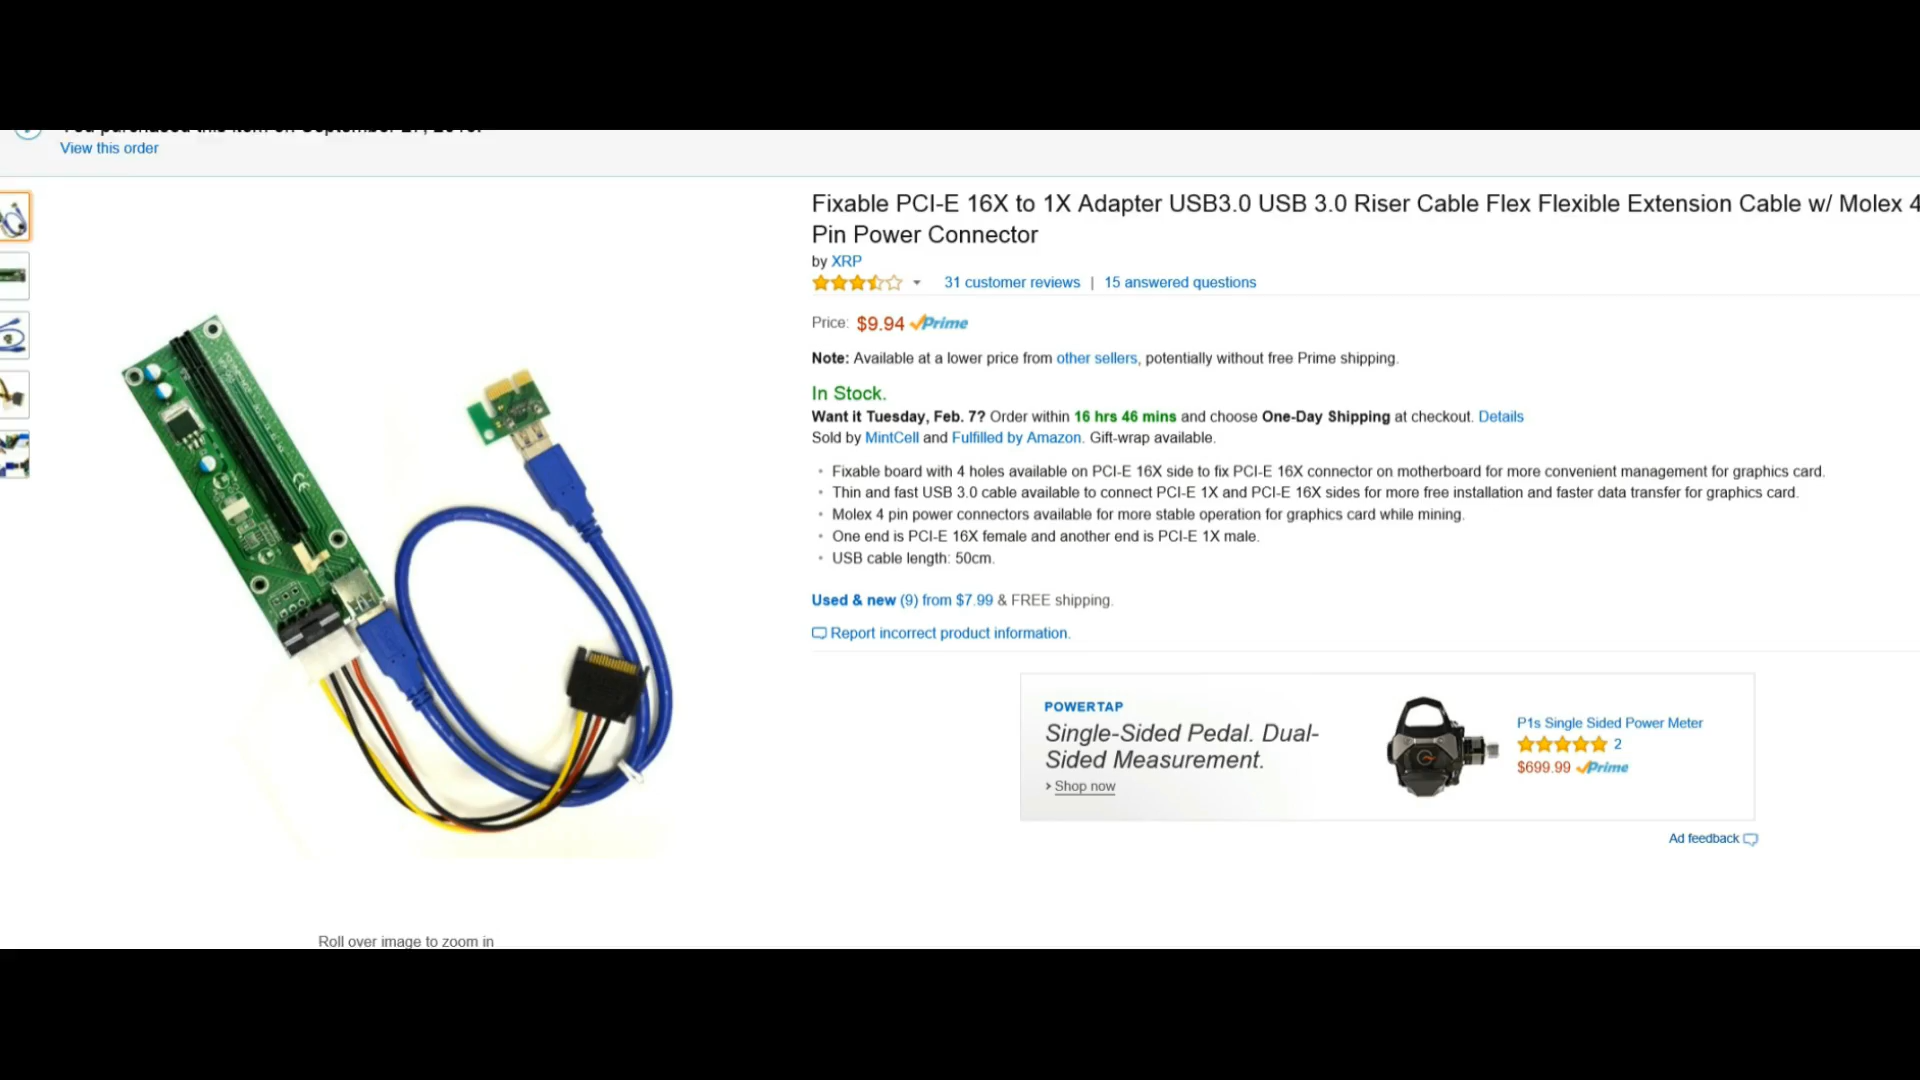 View this order
Fixable PCI-E 16X to 1X Adapter USB3.0 USB 3.0 Riser Cable Flex Flexible Extension Cable w/ Molex 4
Pin Power Connector
by XRP
31 customer reviews | 15 answered questions
Price: $9.94 Prime
Note: Available at a lower price from other sellers, potentially without free Prime shipping.
In Stock.
Want it Tuesday, Feb. 7? Order within 16 hrs 46 mins and choose One-Day Shipping at checkout. Details
Sold by MintCell and Fulfilled by Amazon. Gift-wrap available.
• Fixable board with 4 holes available on PCI-E 16X side to fix PCI-E 16X connector on motherboard for more convenient management for graphics card.
• Thin and fast USB 3.0 cable available to connect PCI-E 1X and PCI-E 16X sides for more free installation and faster data transfer for graphics card.
• Molex 4 pin power connectors available for more stable operation for graphics card while mining.
• One end is PCI-E 16X female and another end is PCI-E 1X male.
• USB cable length: 50cm.
Used & new (9) from $7.99 & FREE shipping.
Report incorrect product information.
POWERTAP
Single-Sided Pedal. Dual-
Sided Measurement.
› Shop now
P1s Single Sided Power Meter
2
$699.99 Prime
Ad feedback
Roll over image to zoom in